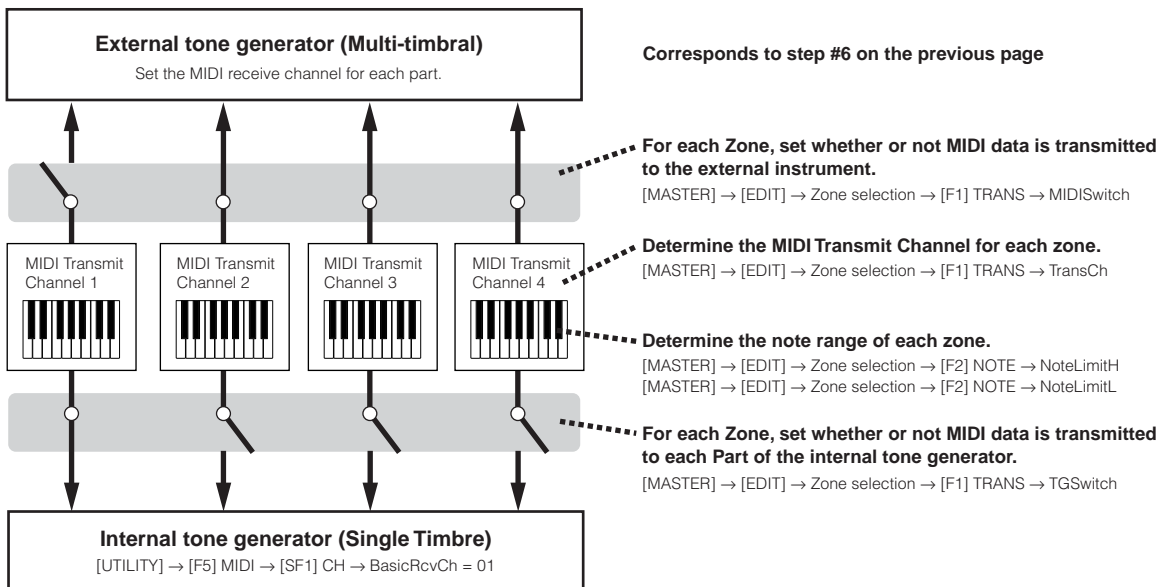 External tone generator (Multi-timbral)
Set the MIDI receive channel for each part.
Corresponds to step #6 on the previous page
For each Zone, set whether or not MIDI data is transmitted
to the external instrument.
[MASTER] → [EDIT] → Zone selection → [F1] TRANS → MIDISwitch
MIDI Transmit
Channel 1
MIDI Transmit
Channel 2
MIDI Transmit
Channel 3
MIDI Transmit
Channel 4
Determine the MIDI Transmit Channel for each zone.
[MASTER] → [EDIT] → Zone selection → [F1] TRANS → TransCh
Determine the note range of each zone.
[MASTER] → [EDIT] → Zone selection → [F2] NOTE → NoteLimitH
[MASTER] → [EDIT] → Zone selection → [F2] NOTE → NoteLimitL
For each Zone, set whether or not MIDI data is transmitted
to each Part of the internal tone generator.
[MASTER] → [EDIT] → Zone selection → [F1] TRANS → TGSwitch
Internal tone generator (Single Timbre)
[UTILITY] → [F5] MIDI → [SF1] CH → BasicRcvCh = 01